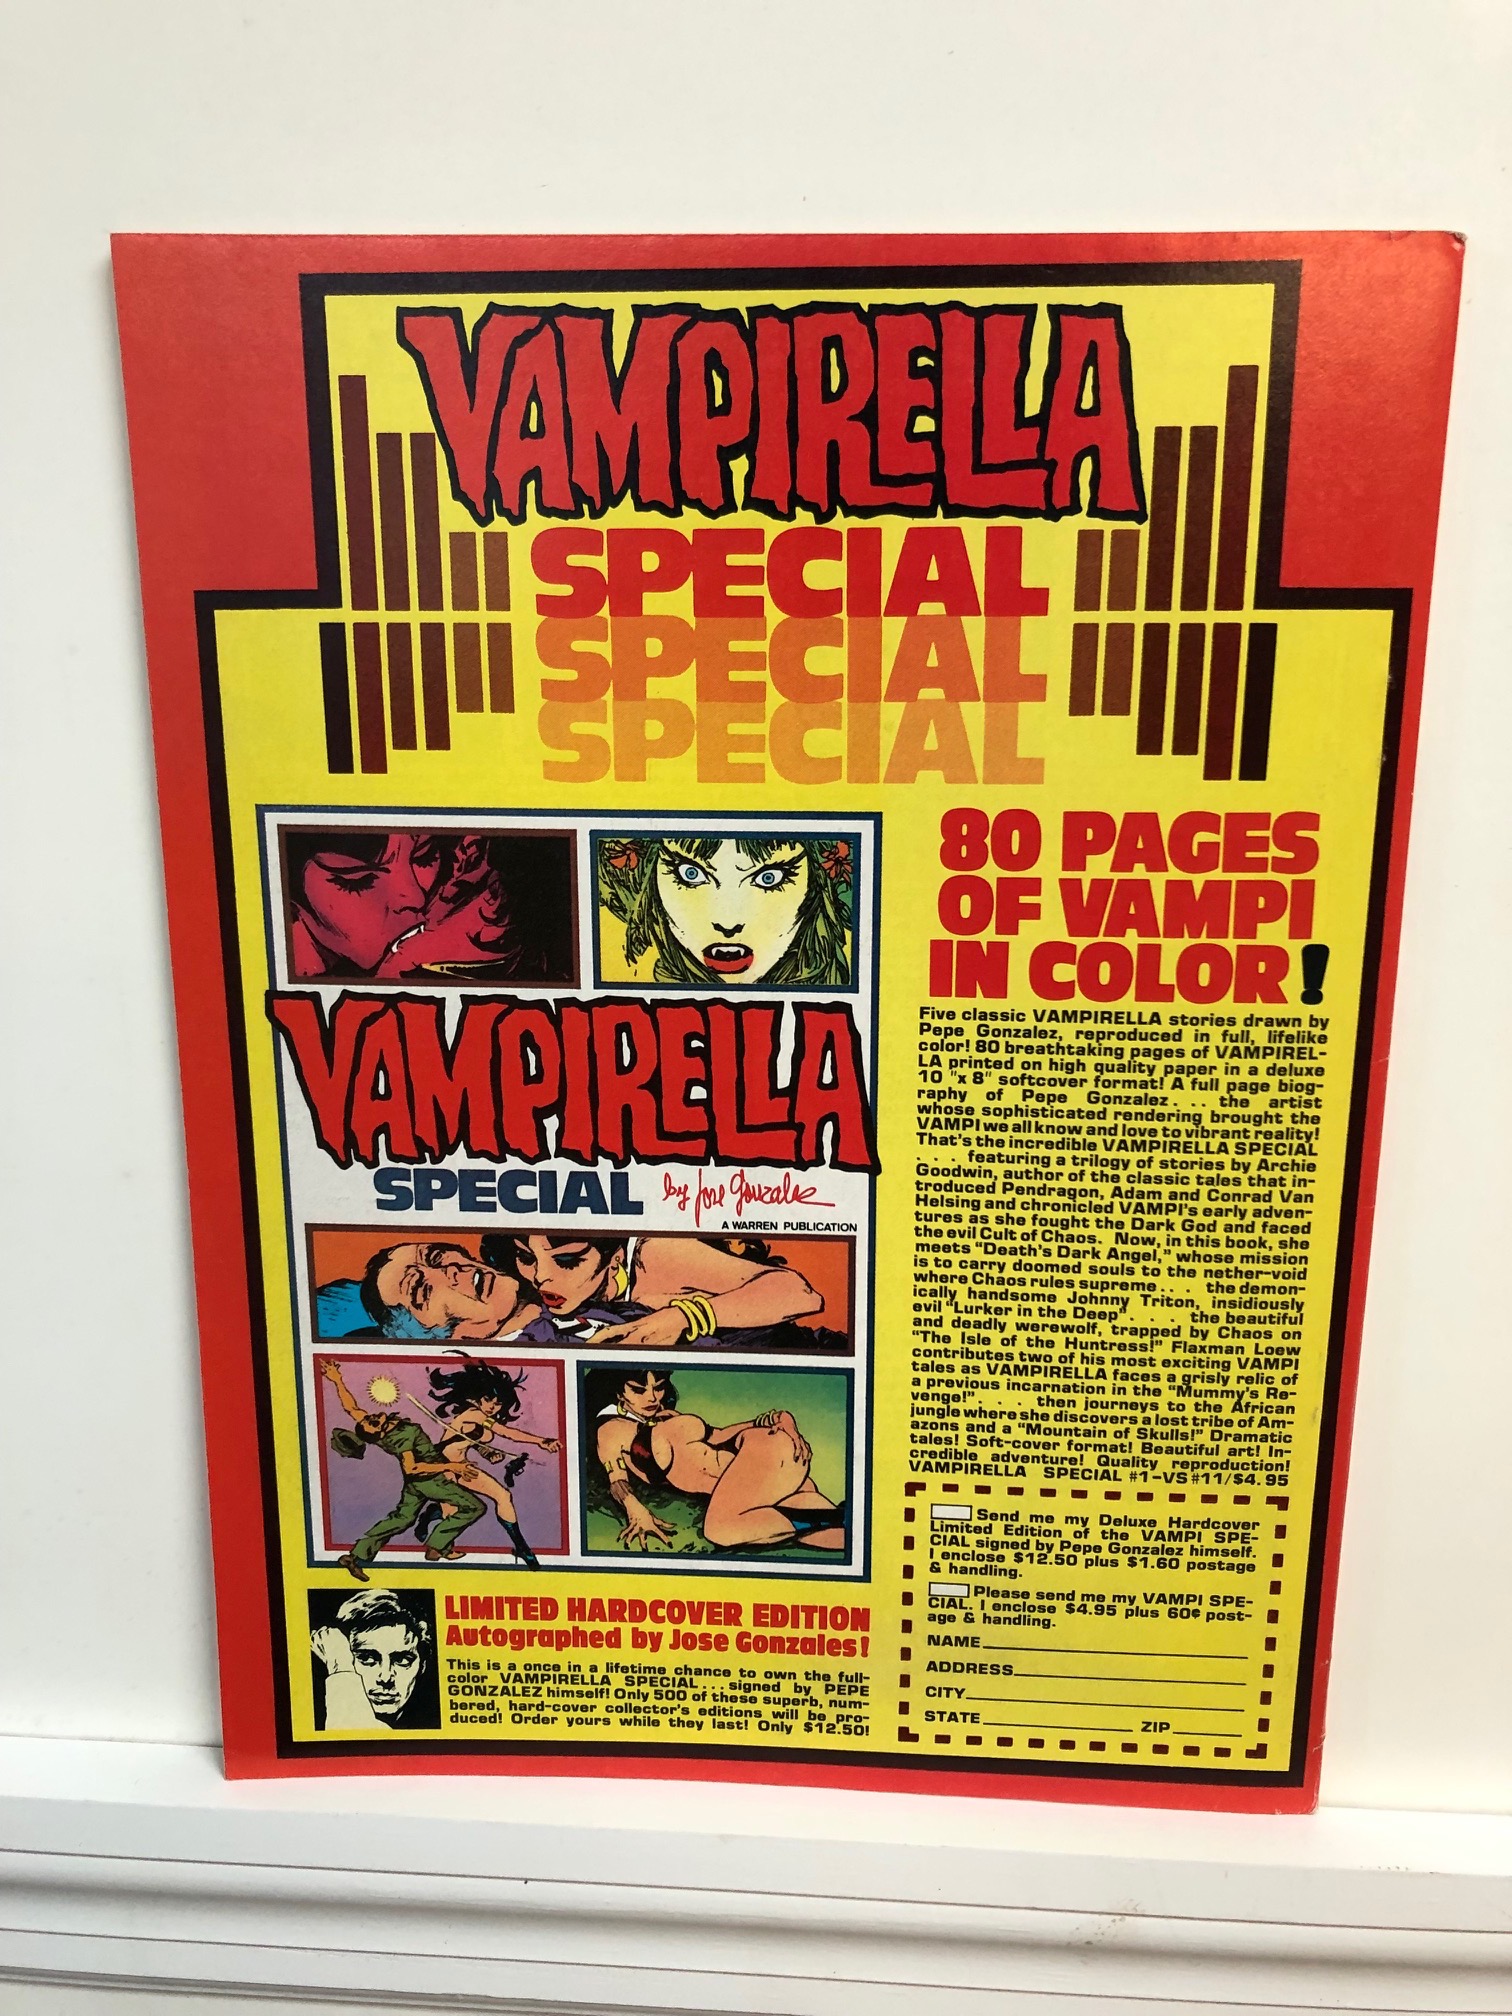 VAMPIRELLA
SPECIAL
SPECIAL
SPECIAL
80 PAGES
OF VAMPI
IN COLOR!
Five classic VAMPIRELLA stories drawn by
Pepe Gonzalez, reproduced in full, lifelike
color! 80 breathtaking pages of VAMPIREL-
LA printed on high quality paper in a deluxe
10 "x 8" softcover format! A full page biog-
raphy of Pepe Gonzalez. . . the artist
whose sophisticated rendering brought the
VAMPI we all know and love to vibrant reality!
That's the incredible VAMPIRELLA SPECIAL
. . . featuring a trilogy of stories by Archie
Goodwin, author of the classic tales that in-
troduced Pendragon, Adam and Conrad Van
Helsing and chronicled VAMPI's early adven-
tures as she fought the Dark God and faced
the evil Cult of Chaos. Now, in this book, she
meets "Death's Dark Angel," whose mission
is to carry doomed souls to the nether-void
where Chaos rules supreme. . . the demon-
ically handsome Johnny Triton, insidiously
evil "Lurker in the Deep" . . . the beautiful
and deadly werewolf, trapped by Chaos on
"The Isle of the Huntress!" Flaxman Loew
contributes two of his most exciting VAMPI
tales as VAMPIRELLA faces a grisly relic of
a previous incarnation in the "Mummy's Re-
venge!" . . . then journeys to the African
jungle where she discovers a lost tribe of Am-
azons and a "Mountain of Skulls!" Dramatic
tales! Soft-cover format! Beautiful art! In-
credible adventure! Quality reproduction!
VAMPIRELLA SPECIAL #1-VS #11/$4.95
VAMPIRELLA
SPECIAL by Jose Gonzalez
A WARREN PUBLICATION
LIMITED HARDCOVER EDITION
Autographed by Jose Gonzales!
This is a once in a lifetime chance to own the full-
color VAMPIRELLA SPECIAL...signed by PEPE
GONZALEZ himself! Only 500 of these superb, num-
bered, hard-cover collector's editions will be pro-
duced! Order yours while they last! Only $12.50!
Send me my Deluxe Hardcover
Limited Edition of the VAMPI SPE-
CIAL signed by Pepe Gonzalez himself.
I enclose $12.50 plus $1.60 postage
& handling.
Please send me my VAMPI SPE-
CIAL. I enclose $4.95 plus 60¢ post-
age & handling.
NAME
ADDRESS
CITY
STATE ZIP